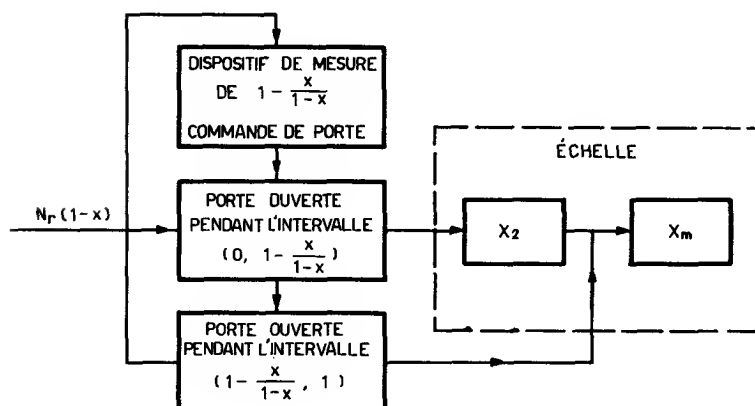 DISPOSITIF DE MESURE
DE 1 - x/(1-x)
COMMANDE DE PORTE
ÉCHELLE
N_r (1-x)
PORTE OUVERTE
PENDANT L'INTERVALLE
(0, 1 - x/(1-x))
X_2
X_m
PORTE OUVERTE
PENDANT L'INTERVALLE
(1 - x/(1-x), 1)